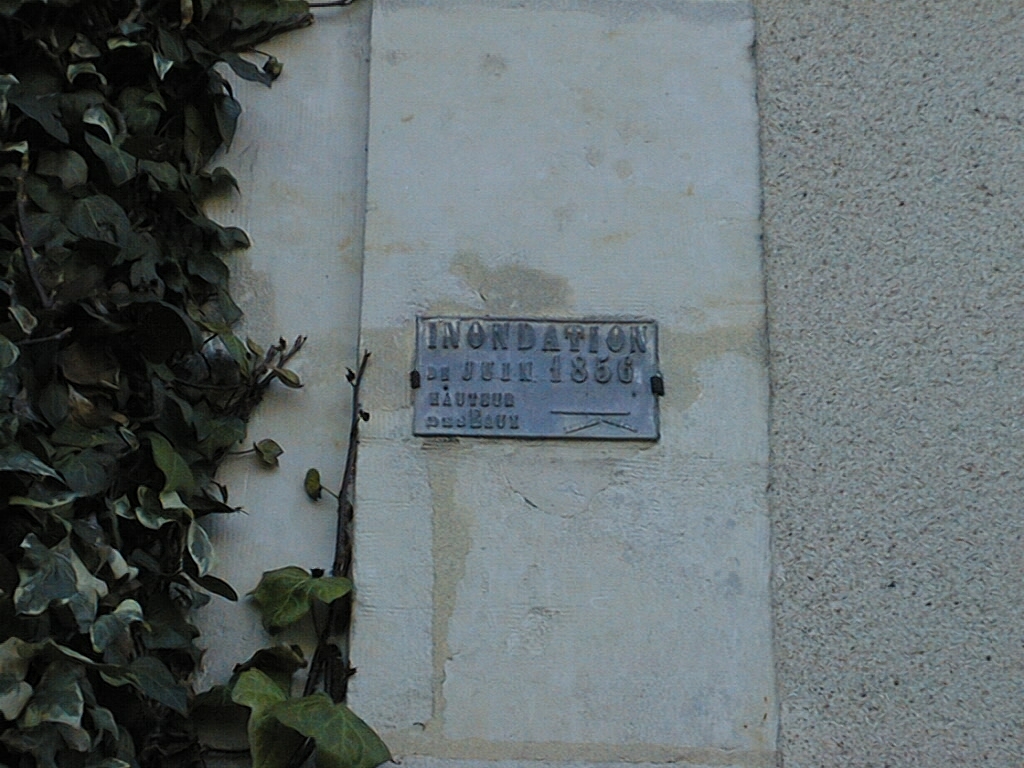 INONDATION
DE JUIN 1856
HAUTEUR
DES EAUX